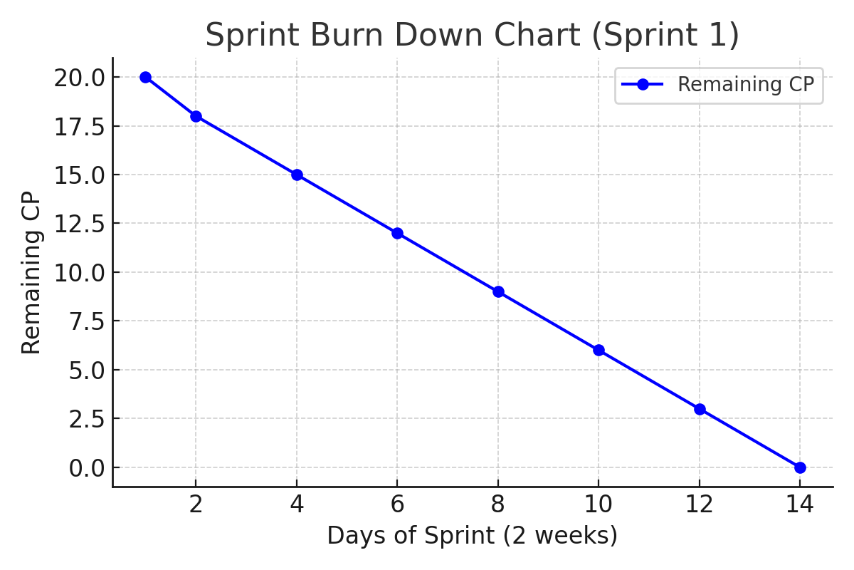 Sprint Burn Down Chart (Sprint 1)
Remaining CP
20.0
17.5
15.0
12.5
10.0
7.5
5.0
2.5
0.0
Remaining CP
2 4 6 8 10 12 14
Days of Sprint (2 weeks)